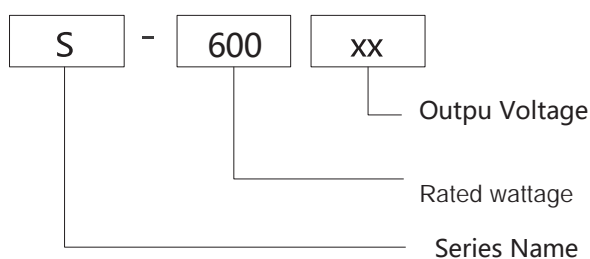 S - 600 xx
Outpu Voltage
Rated wattage
Series Name